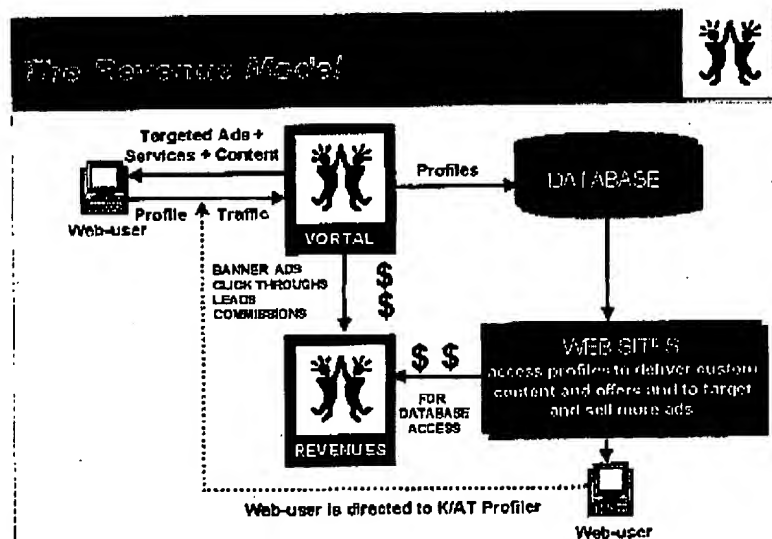 The Revenue Model
Targeted Ads +
Services + Content
Profile Traffic
Web-user
VORTAL
Profiles
DATABASE
BANNER ADS
CLICK THROUGHS
LEADS
COMMISSIONS
$
$
REVENUES
$ $
FOR
DATABASE
ACCESS
WEB SITES
access profiles to deliver custom
content and offers and to target
and sell more ads
Web-user is directed to K/AT Profiler
Web-user